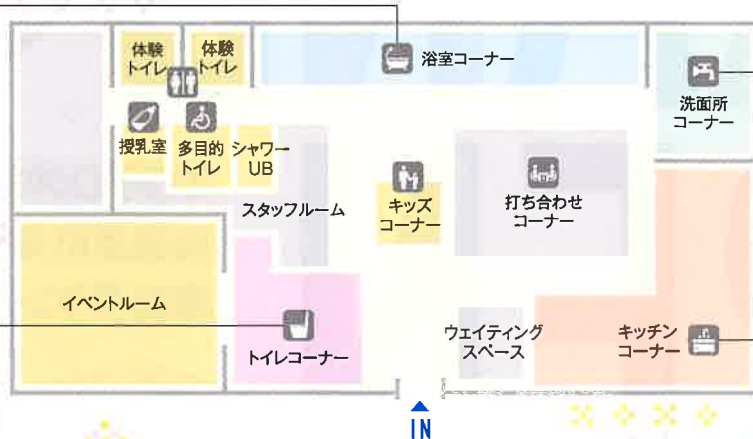 体験
トイレ
体験
トイレ
浴室コーナー
洗面所
コーナー
授乳室
多目的
トイレ
シャワー
UB
スタッフルーム
キッズ
コーナー
打ち合わせ
コーナー
イベントルーム
トイレコーナー
ウェイティング
スペース
キッチン
コーナー
IN